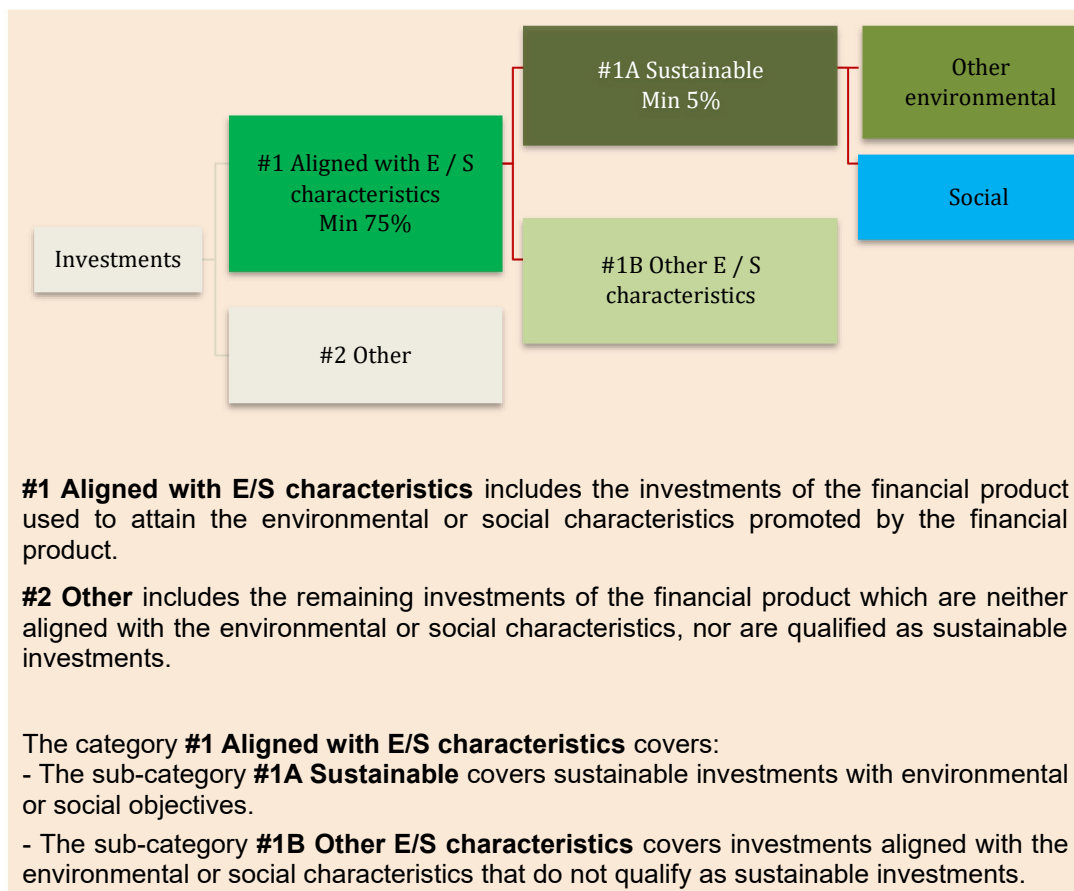 #1A Sustainable
Min 5%
Other
environmental
#1 Aligned with E / S
characteristics
Min 75%
Social
Investments
#1B Other E / S
characteristics
#2 Other
#1 Aligned with E/S characteristics includes the investments of the financial product
used to attain the environmental or social characteristics promoted by the financial
product.
#2 Other includes the remaining investments of the financial product which are neither
aligned with the environmental or social characteristics, nor are qualified as sustainable
investments.
The category #1 Aligned with E/S characteristics covers:
- The sub-category #1A Sustainable covers sustainable investments with environmental
or social objectives.
- The sub-category #1B Other E/S characteristics covers investments aligned with the
environmental or social characteristics that do not qualify as sustainable investments.